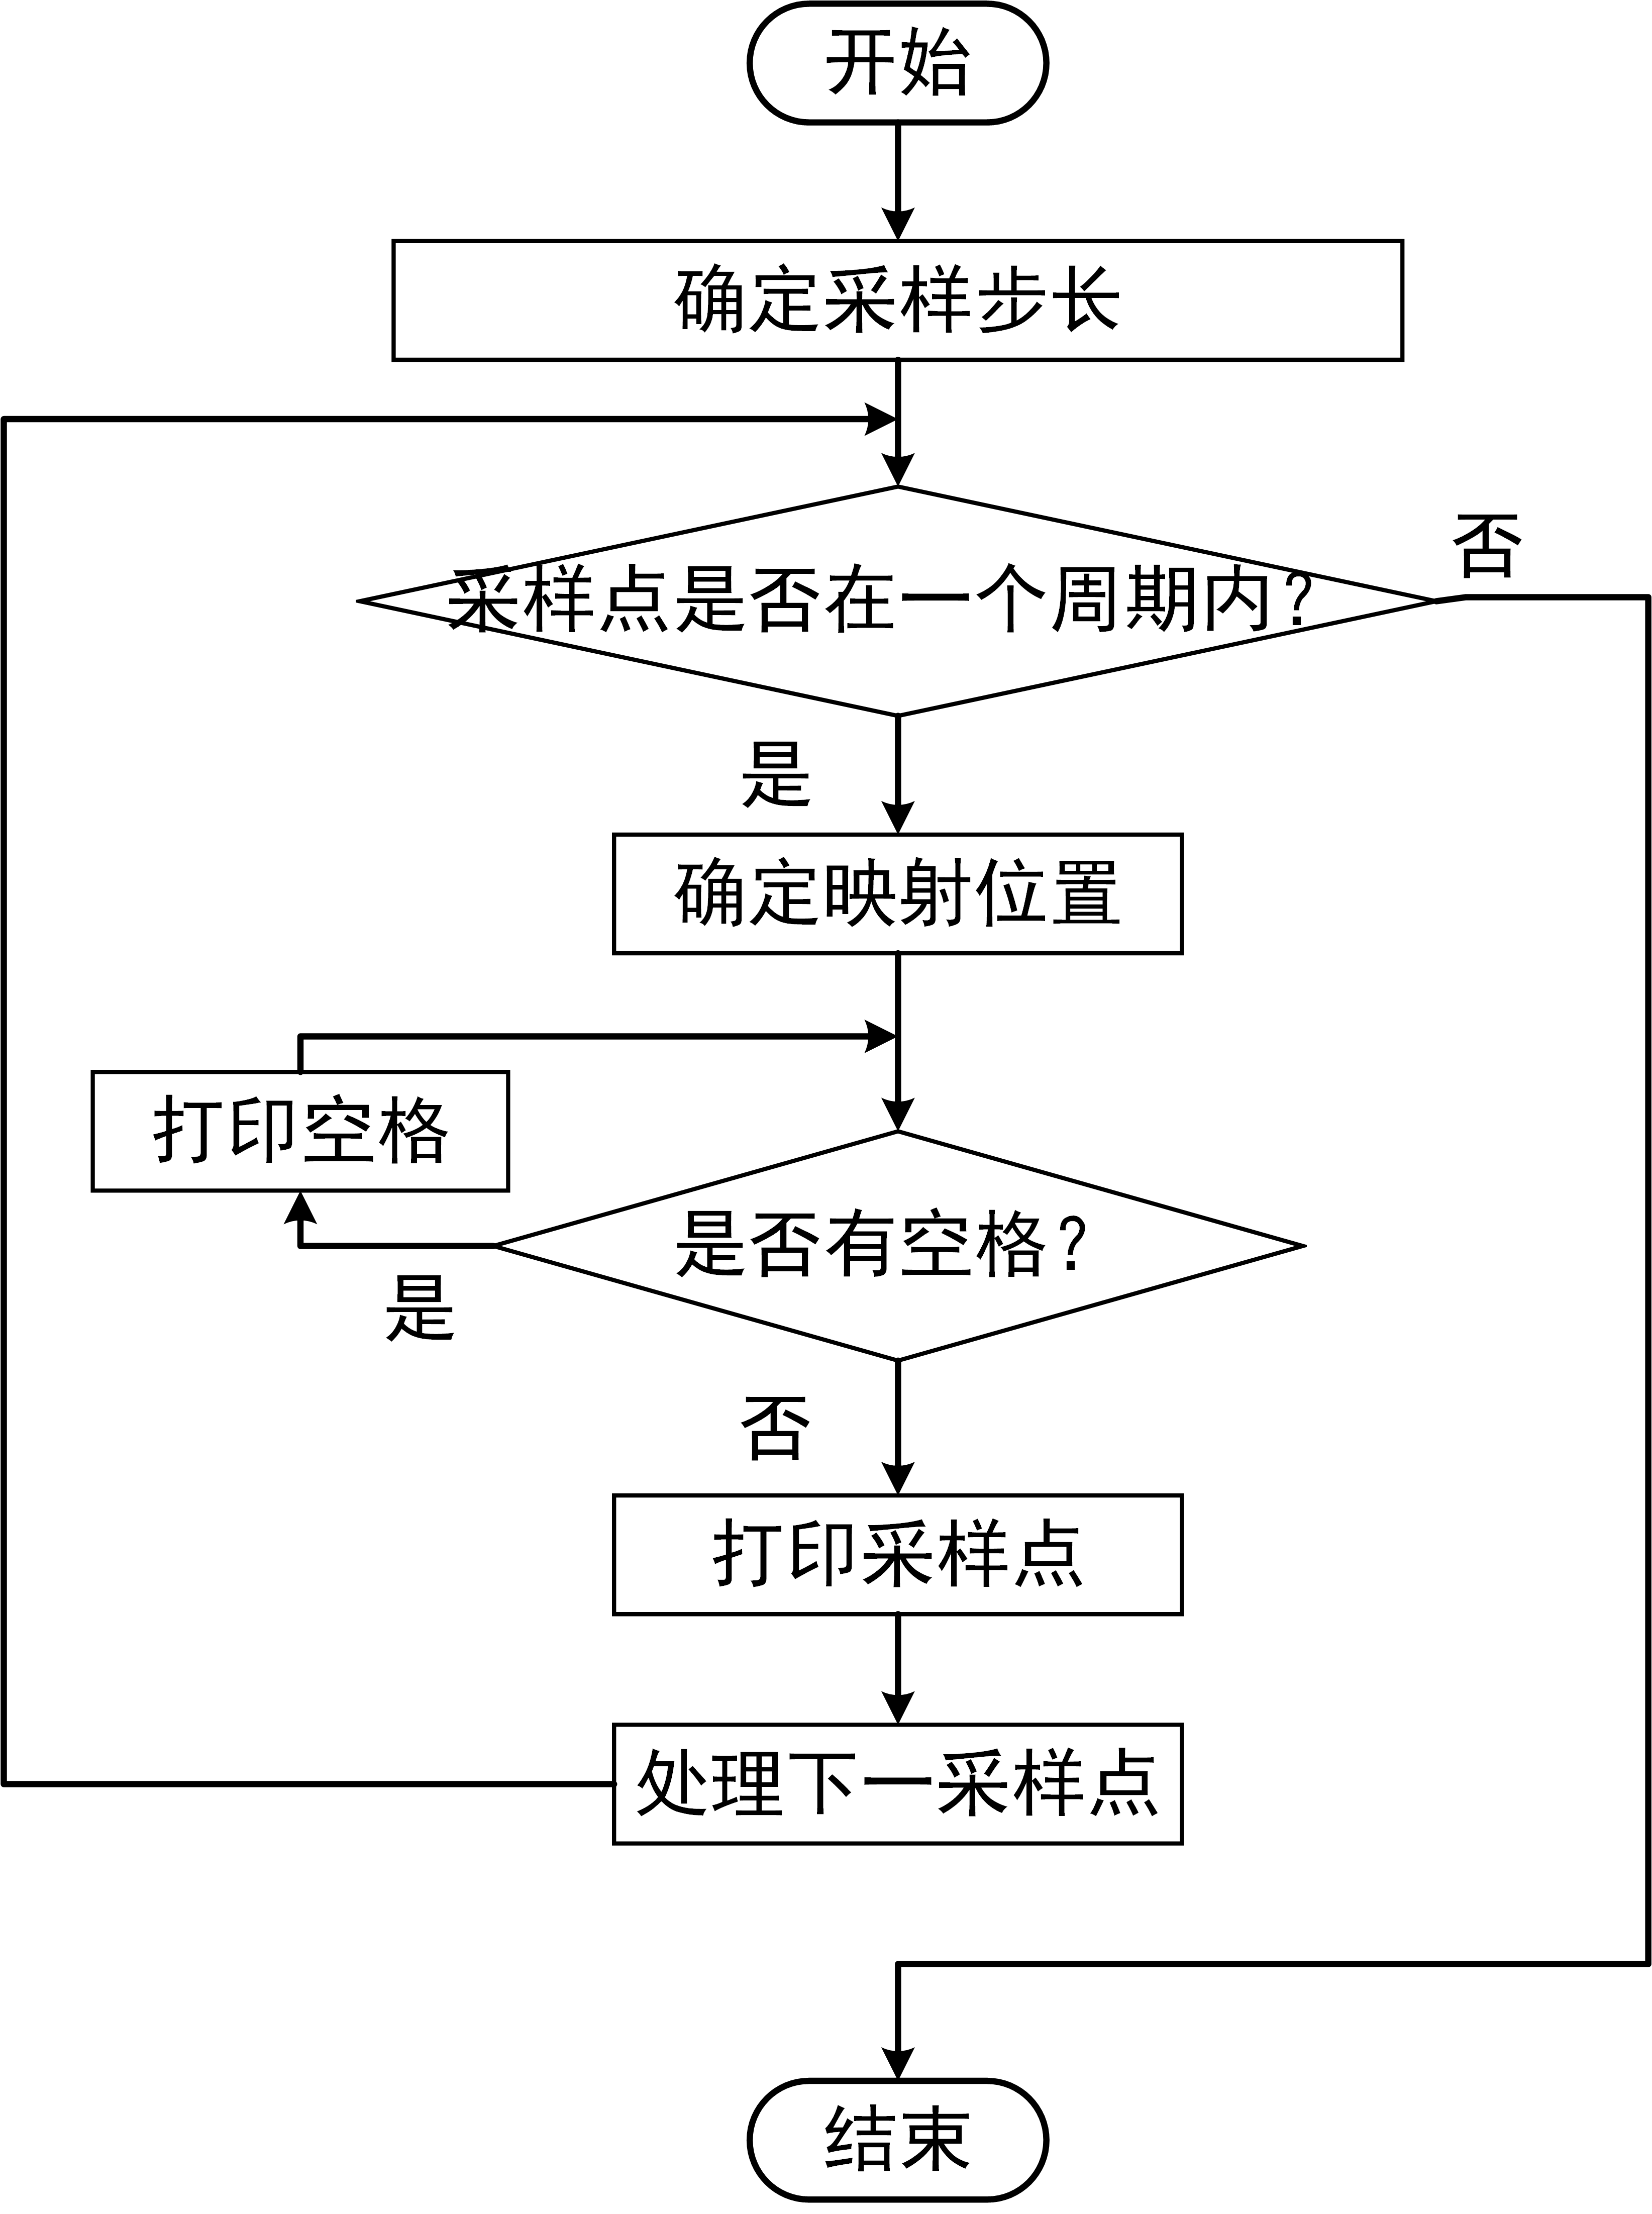 开始
确定采样步长
采样点是否在一个周期内？
否
是
确定映射位置
打印空格
是否有空格？
是
否
打印采样点
处理下一采样点
结束